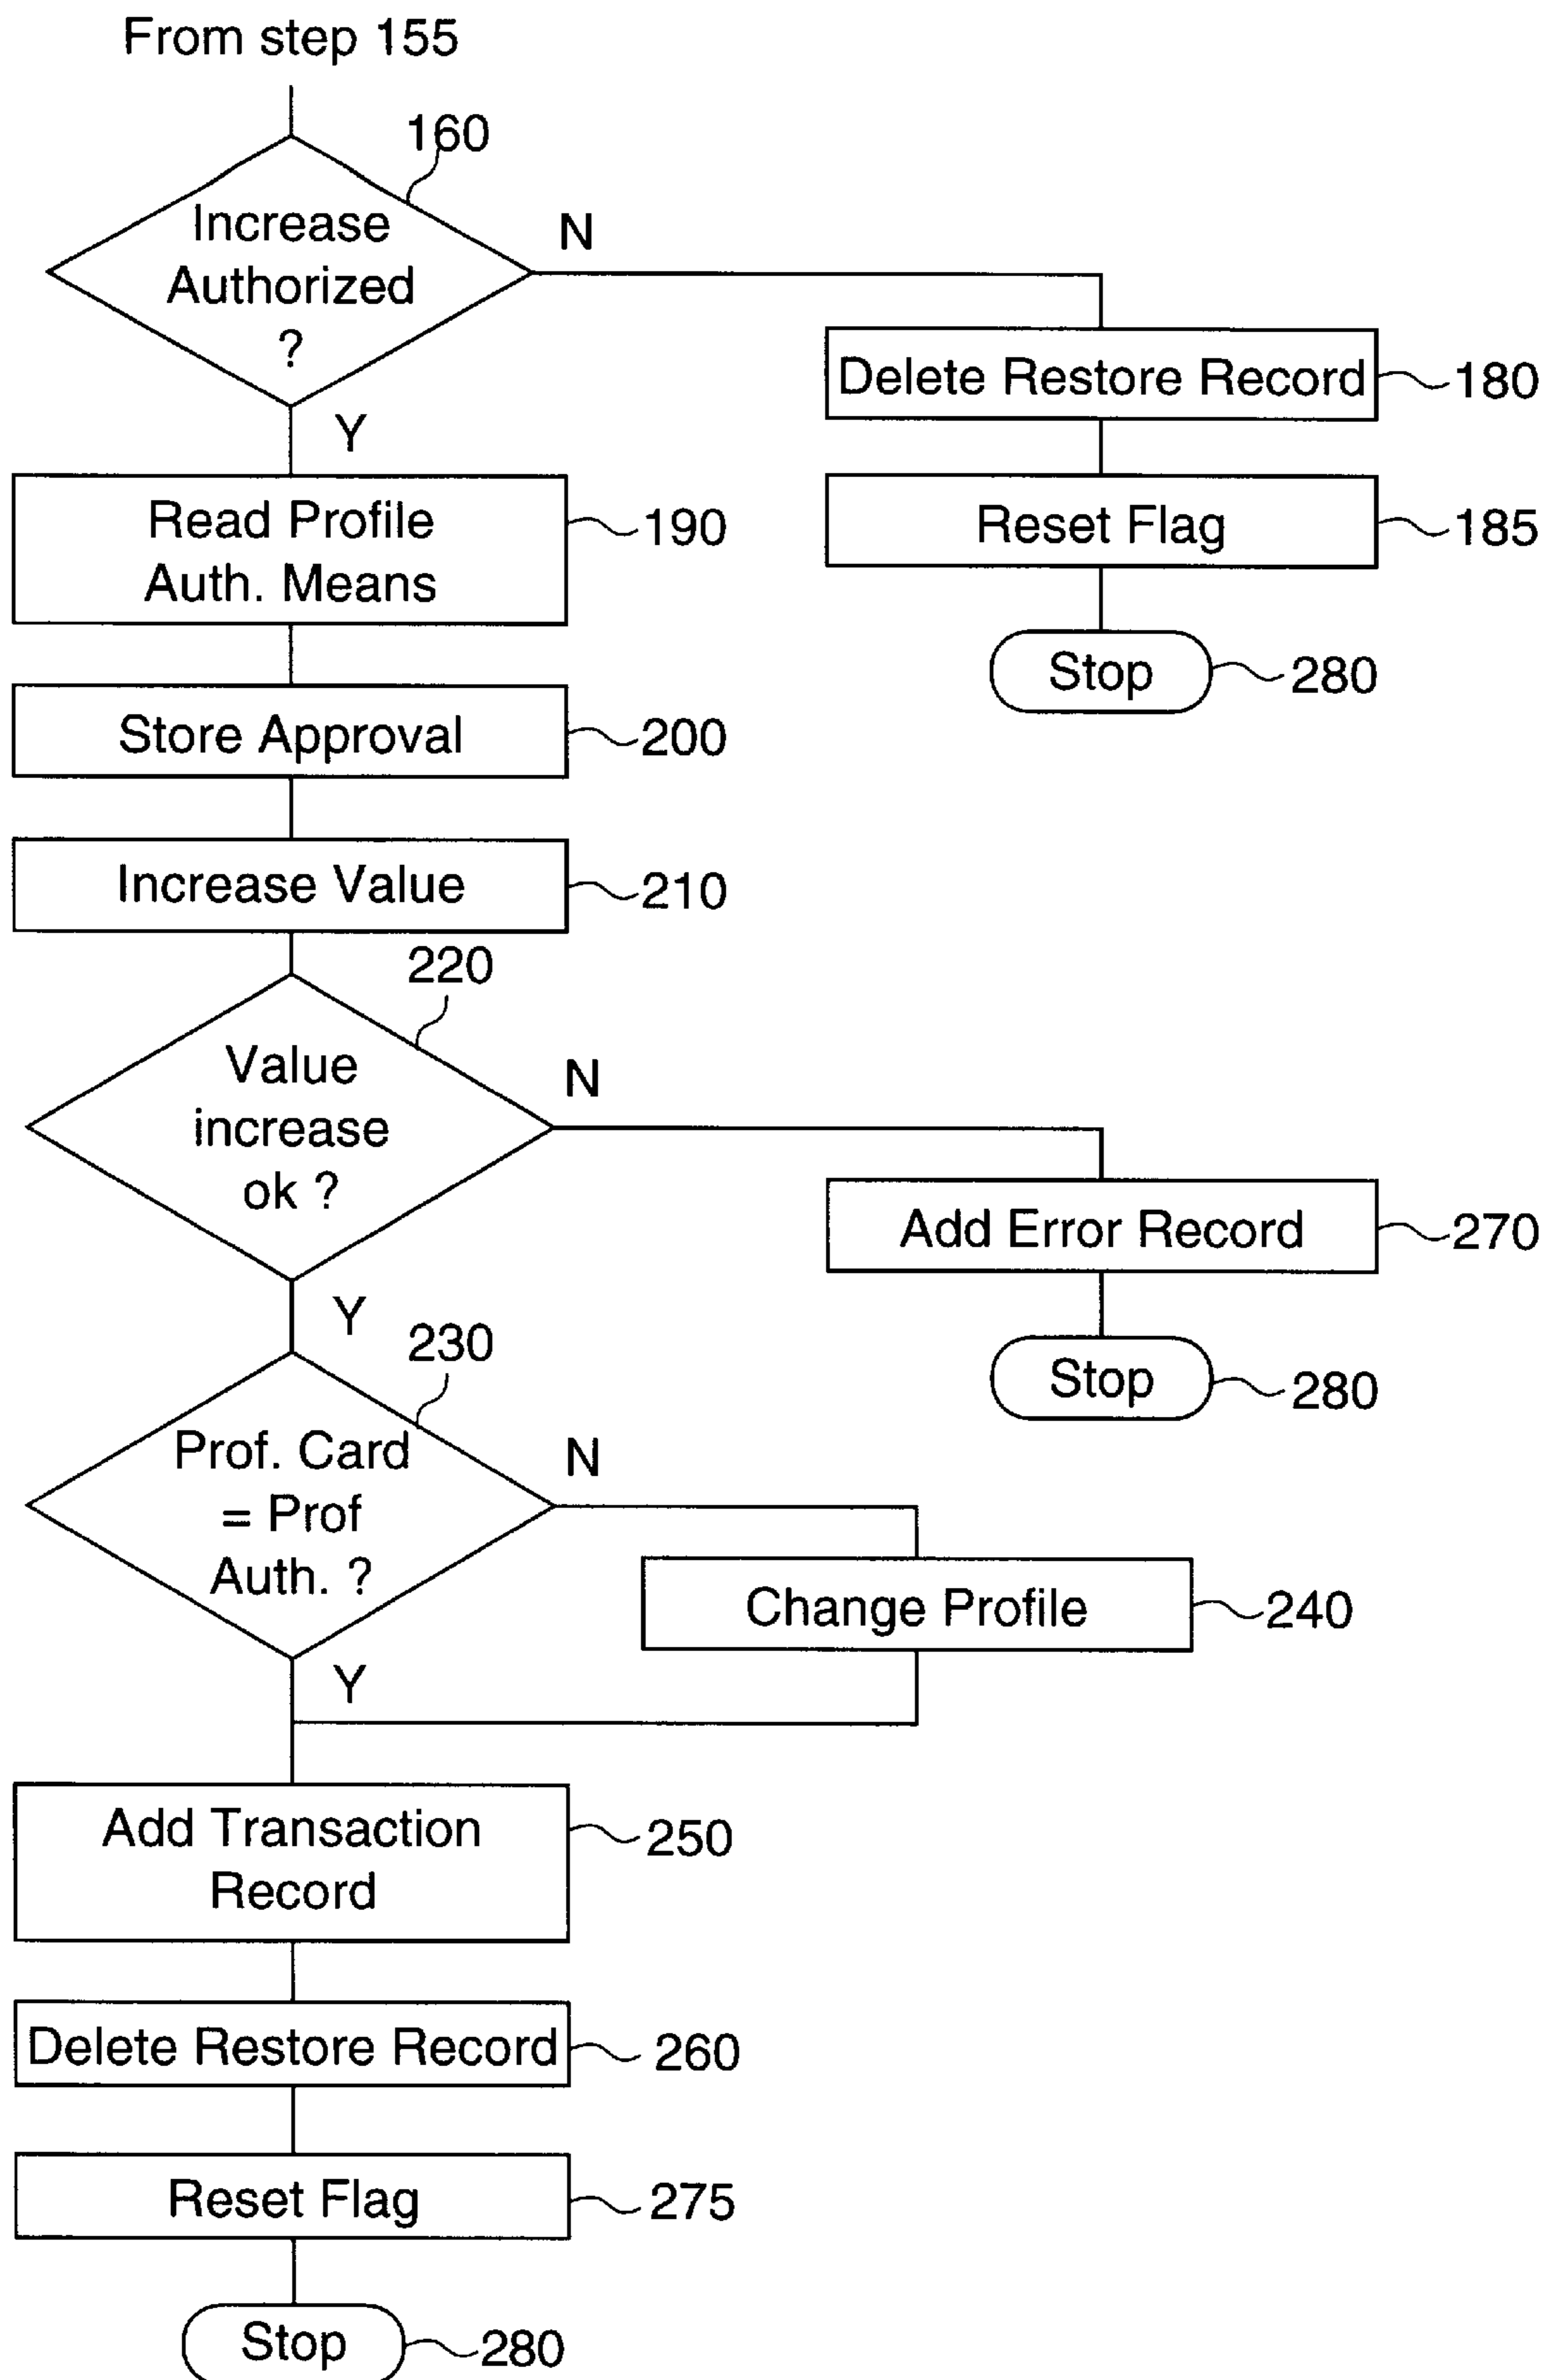 From step 155
160
Increase
Authorized
?
N
Y
Delete Restore Record
180
Read Profile
Auth. Means
190
Reset Flag
185
Stop
280
Store Approval
200
Increase Value
210
220
Value
increase
ok ?
N
Y
Add Error Record
270
Stop
280
230
Prof. Card
= Prof
Auth. ?
N
Y
Change Profile
240
Add Transaction
Record
250
Delete Restore Record
260
Reset Flag
275
Stop
280